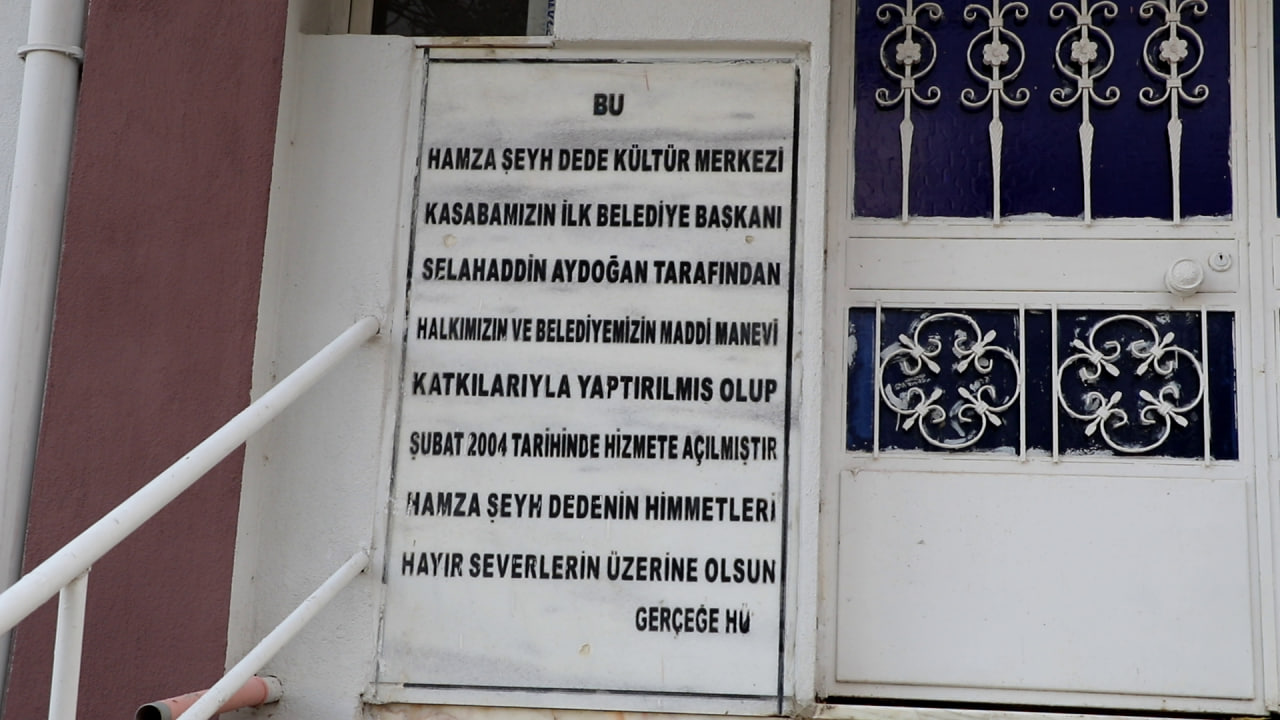 BU
HAMZA ŞEYH DEDE KÜLTÜR MERKEZİ
KASABAMIZIN İLK BELEDİYE BAŞKANI
SELAHADDİN AYDOĞAN TARAFINDAN
HALKIMIZIN VE BELEDİYEMİZİN MADDİ MANEVİ
KATKILARIYLA YAPTIRILMIS OLUP
ŞUBAT 2004 TARİHİNDE HİZMETE AÇILMIŞTIR
HAMZA ŞEYH DEDENİN HİMMETLERİ
HAYIR SEVERLERİN ÜZERİNE OLSUN
GERÇEĞE HÜ